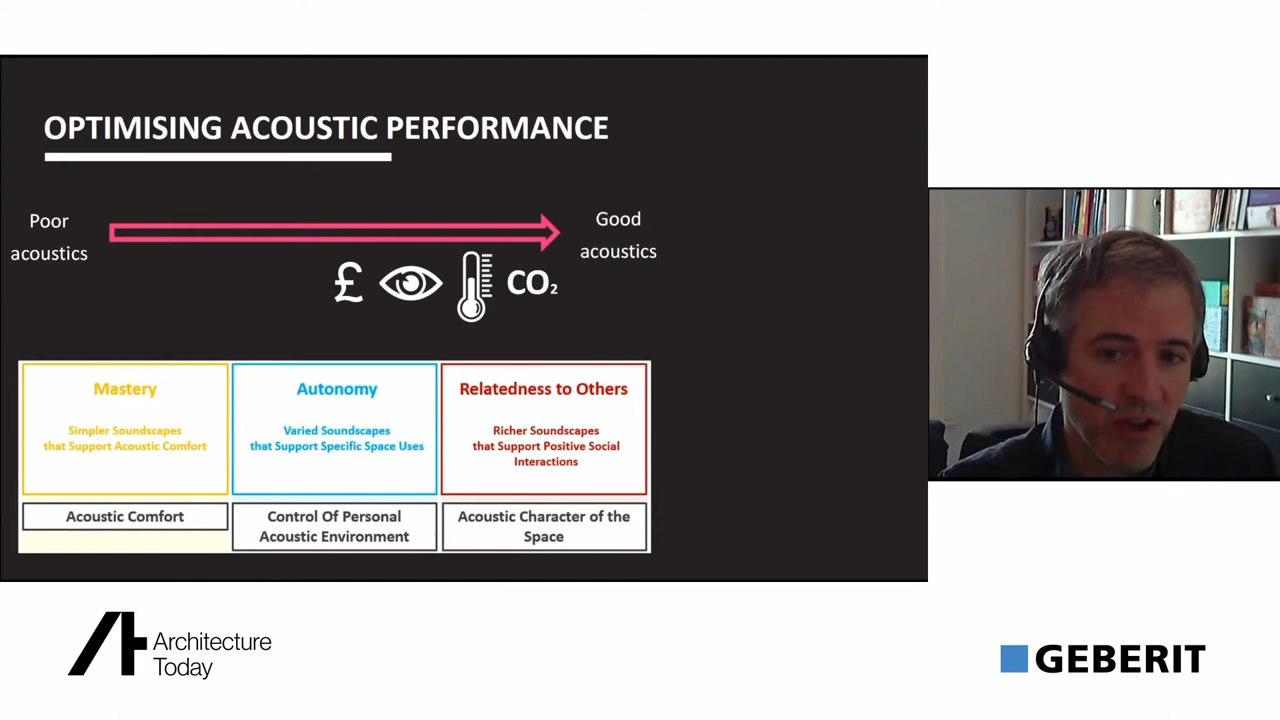 OPTIMISING ACOUSTIC PERFORMANCE
Poor
acoustics
Good
acoustics
£
CO₂
Mastery
Simpler Soundscapes
that Support Acoustic Comfort
Acoustic Comfort
Autonomy
Varied Soundscapes
that Support Specific Space Uses
Control Of Personal
Acoustic Environment
Relatedness to Others
Richer Soundscapes
that Support Positive Social
Interactions
Acoustic Character of the
Space
Architecture
Today
GEBERIT